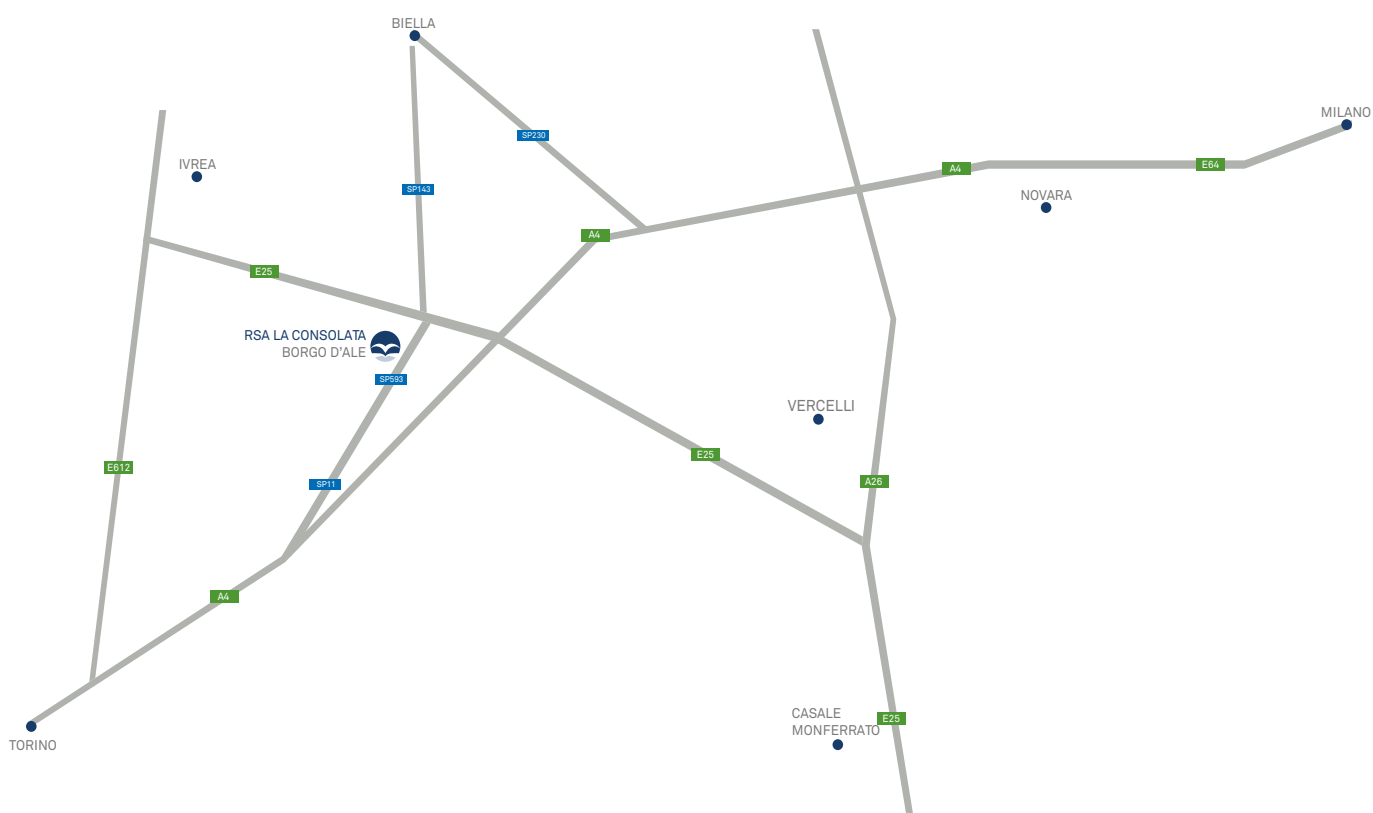 BIELLA
MILANO
SP230
IVREA
A4
E64
SP143
NOVARA
A4
E25
RSA LA CONSOLATA
BORGO D'ALE
SP593
VERCELLI
E25
E612
A26
SP11
A4
CASALE
MONFERRATO
E25
TORINO